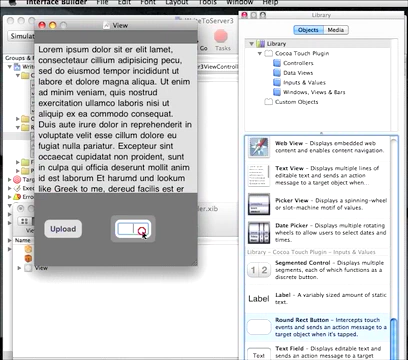 Interface Builder File Edit Font Layout Tools Window Help
WriteToServer3
View
Library
Simulat
Go Tasks
Objects Media
Library
Cocoa Touch Plugin
Controllers
Data Views
Inputs & Values
Windows, Views & Bars
Custom Objects
Lorem ipsum dolor sit er elit lamet,
consectetaur cillium adipisicing pecu,
sed do eiusmod tempor incididunt ut
labore et dolore magna aliqua. Ut enim
ad minim veniam, quis nostrud
exercitation ullamco laboris nisi ut
aliquip ex ea commodo consequat.
Duis aute irure dolor in reprehenderit in
voluptate velit esse cillum dolore eu
fugiat nulla pariatur. Excepteur sint
occaecat cupidatat non proident, sunt
in culpa qui officia deserunt mollit anim
id est laborum Et harumd und lookum
like Greek to me, dereud facilis est er
Upload
Name
View
Web View - Displays embedded web
content and enables content navigation.
Text View - Displays multiple lines
of editable text and sends an action
message to a target object when...
Picker View - Displays a spinning-wheel
or slot-machine motif of values.
Date Picker - Displays multiple rotating
wheels to allow users to select dates
and times.
Library - Cocoa Touch Plugin - Inputs & Values
1 2
Segmented Control - Displays multiple
segments, each of which functions as a
discrete button.
Label
Label - A variably sized amount of static
text.
Round Rect Button - Intercepts touch
events and sends an action message to a
target object when it's tapped.
Text
Text Field - Displays editable text and
sends an action message to a target